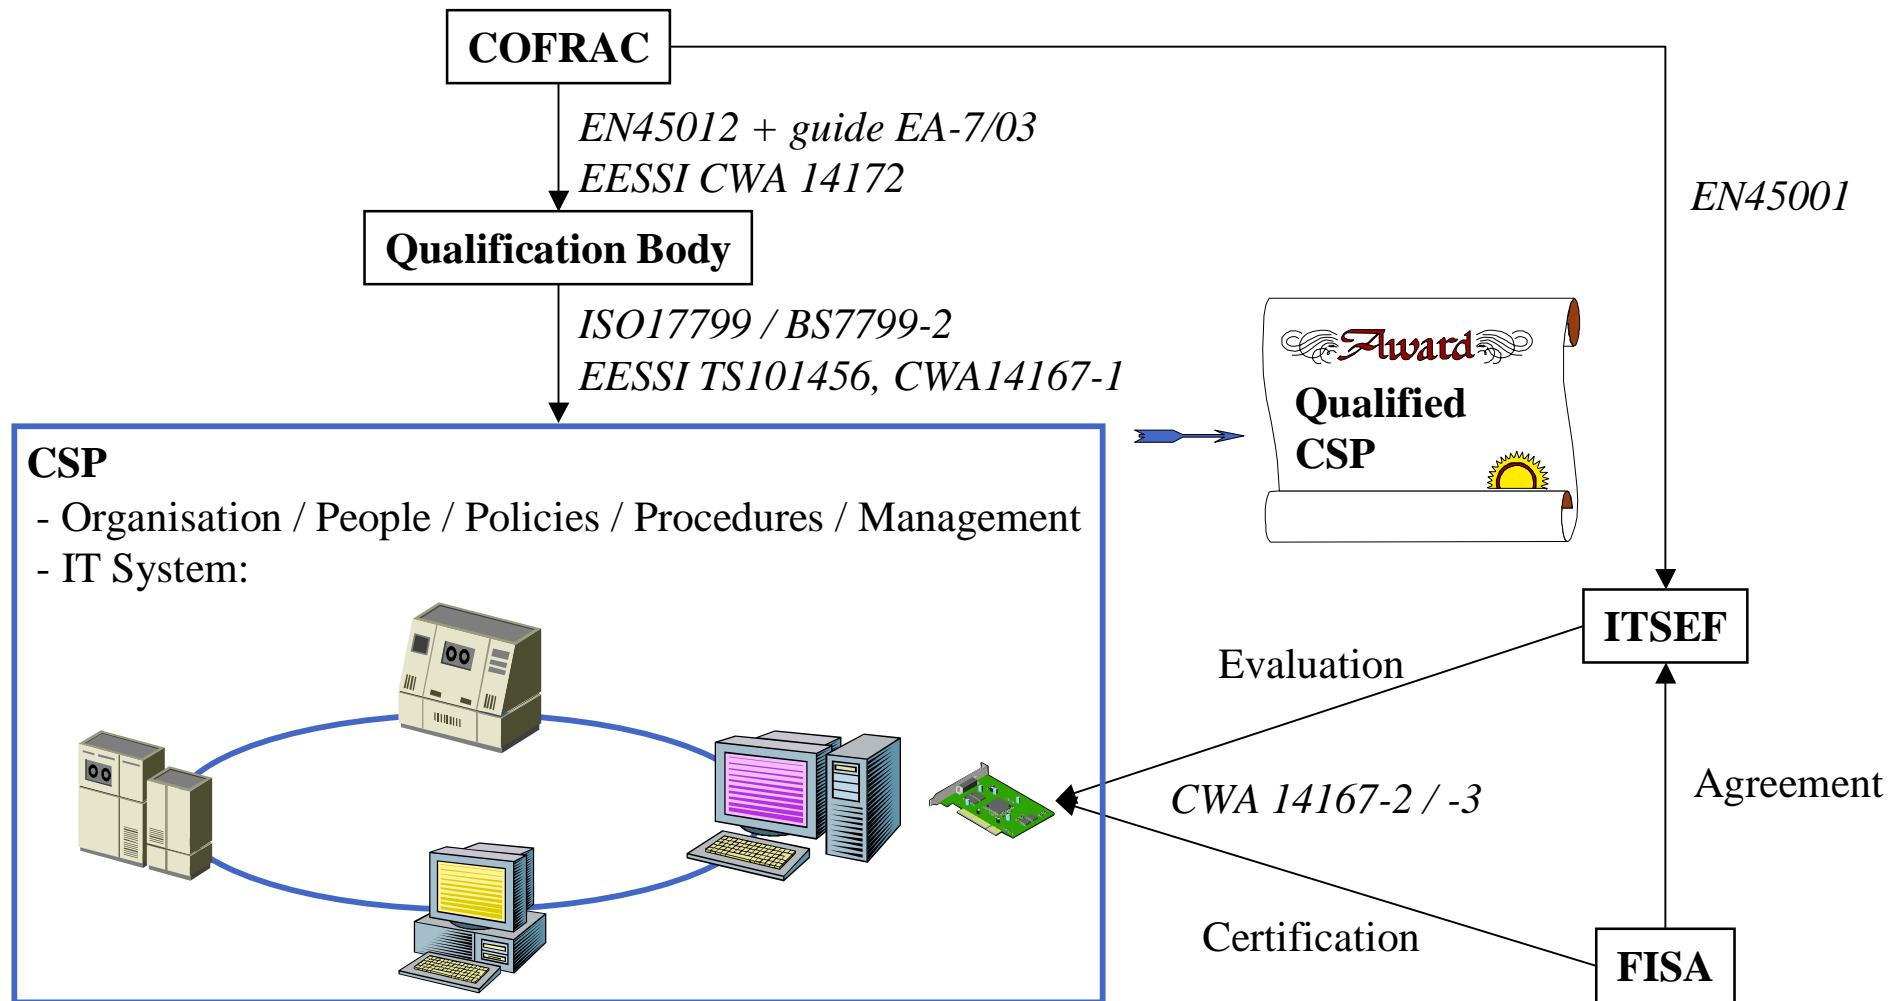 COFRAC
EN45012 + guide EA-7/03
EESSI CWA 14172
EN45001
Qualification Body
ISO17799 / BS7799-2
EESSI TS101456, CWA14167-1
Award
Qualified
CSP
CSP
- Organisation / People / Policies / Procedures / Management
- IT System:
ITSEF
Evaluation
CWA 14167-2 / -3
Agreement
Certification
FISA